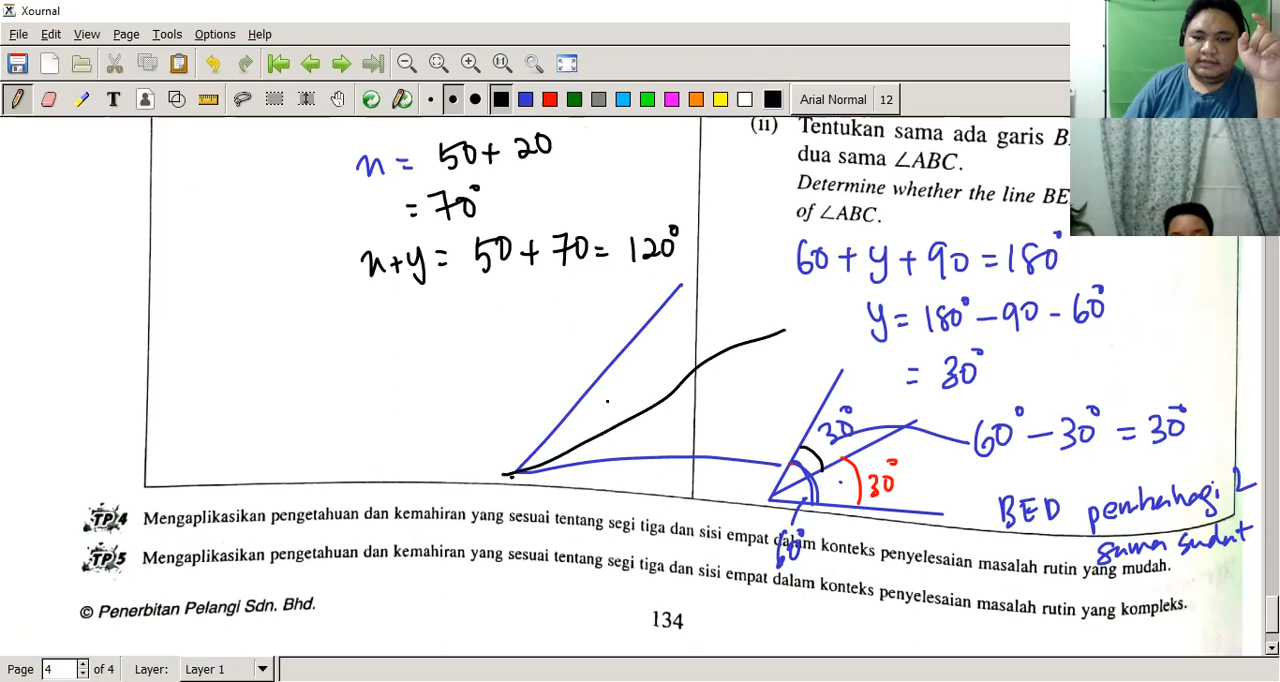 Xournal
File Edit View Page Tools Options Help
Arial Normal 12
n = 50 + 20
= 70°
n+y = 50 + 70 = 120°
(ii) Tentukan sama ada garis B
dua sama ∠ABC.
Determine whether the line BE
of ∠ABC.
60 + y + 90 = 180°
y = 180° - 90 - 60°
= 30°
30°
60° - 30° = 30°
30°
60°
BED pembahagi 2
sama sudut
TP4 Mengaplikasikan pengetahuan dan kemahiran yang sesuai tentang segi tiga dan sisi empat dalam konteks penyelesaian masalah rutin yang mudah.
TP5 Mengaplikasikan pengetahuan dan kemahiran yang sesuai tentang segi tiga dan sisi empat dalam konteks penyelesaian masalah rutin yang kompleks.
© Penerbitan Pelangi Sdn. Bhd.
134
Page 4 of 4 Layer: Layer 1